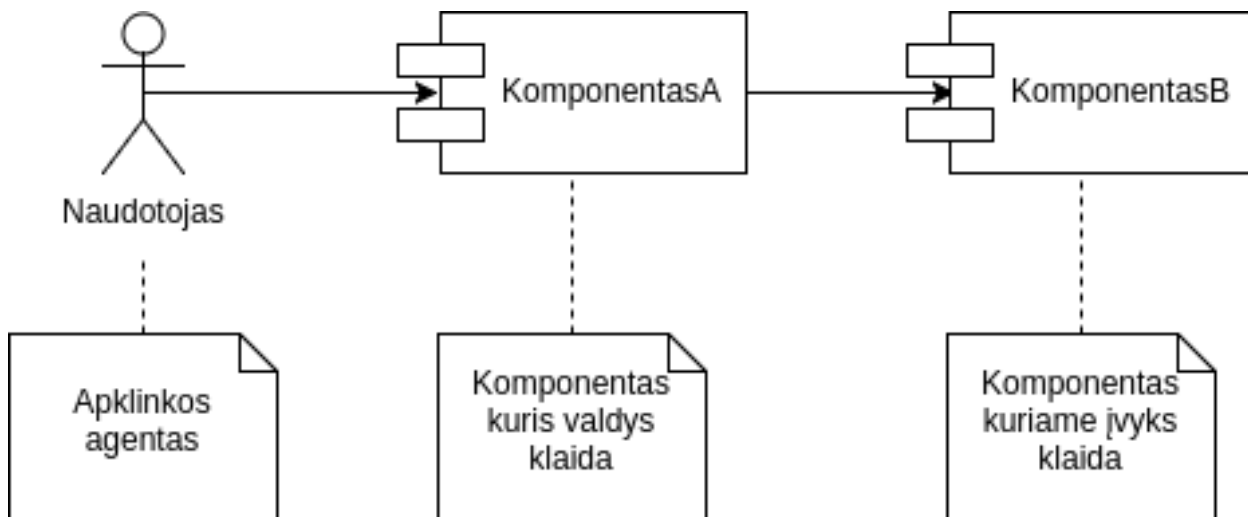 KomponentasA
KomponentasB
Naudotojas
Apklinkos
agentas
Komponentas
kuris valdys
klaida
Komponentas
kuriame įvyks
klaida